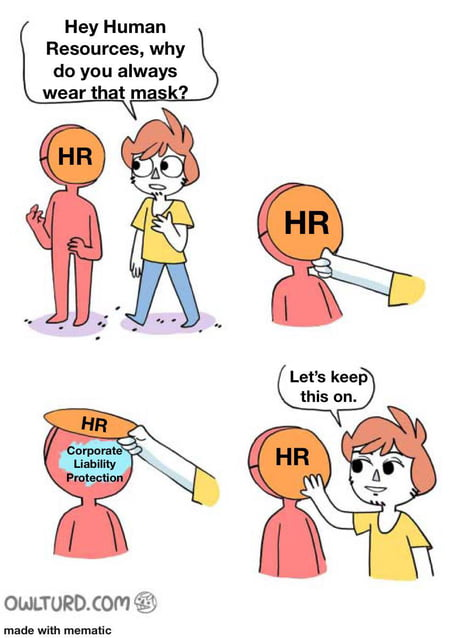 Hey Human
Resources, why
do you always
wear that mask?
HR
HR
HR
Corporate
Liability
Protection
Let's keep
this on.
HR
OWLTURD.COM
made with mematic